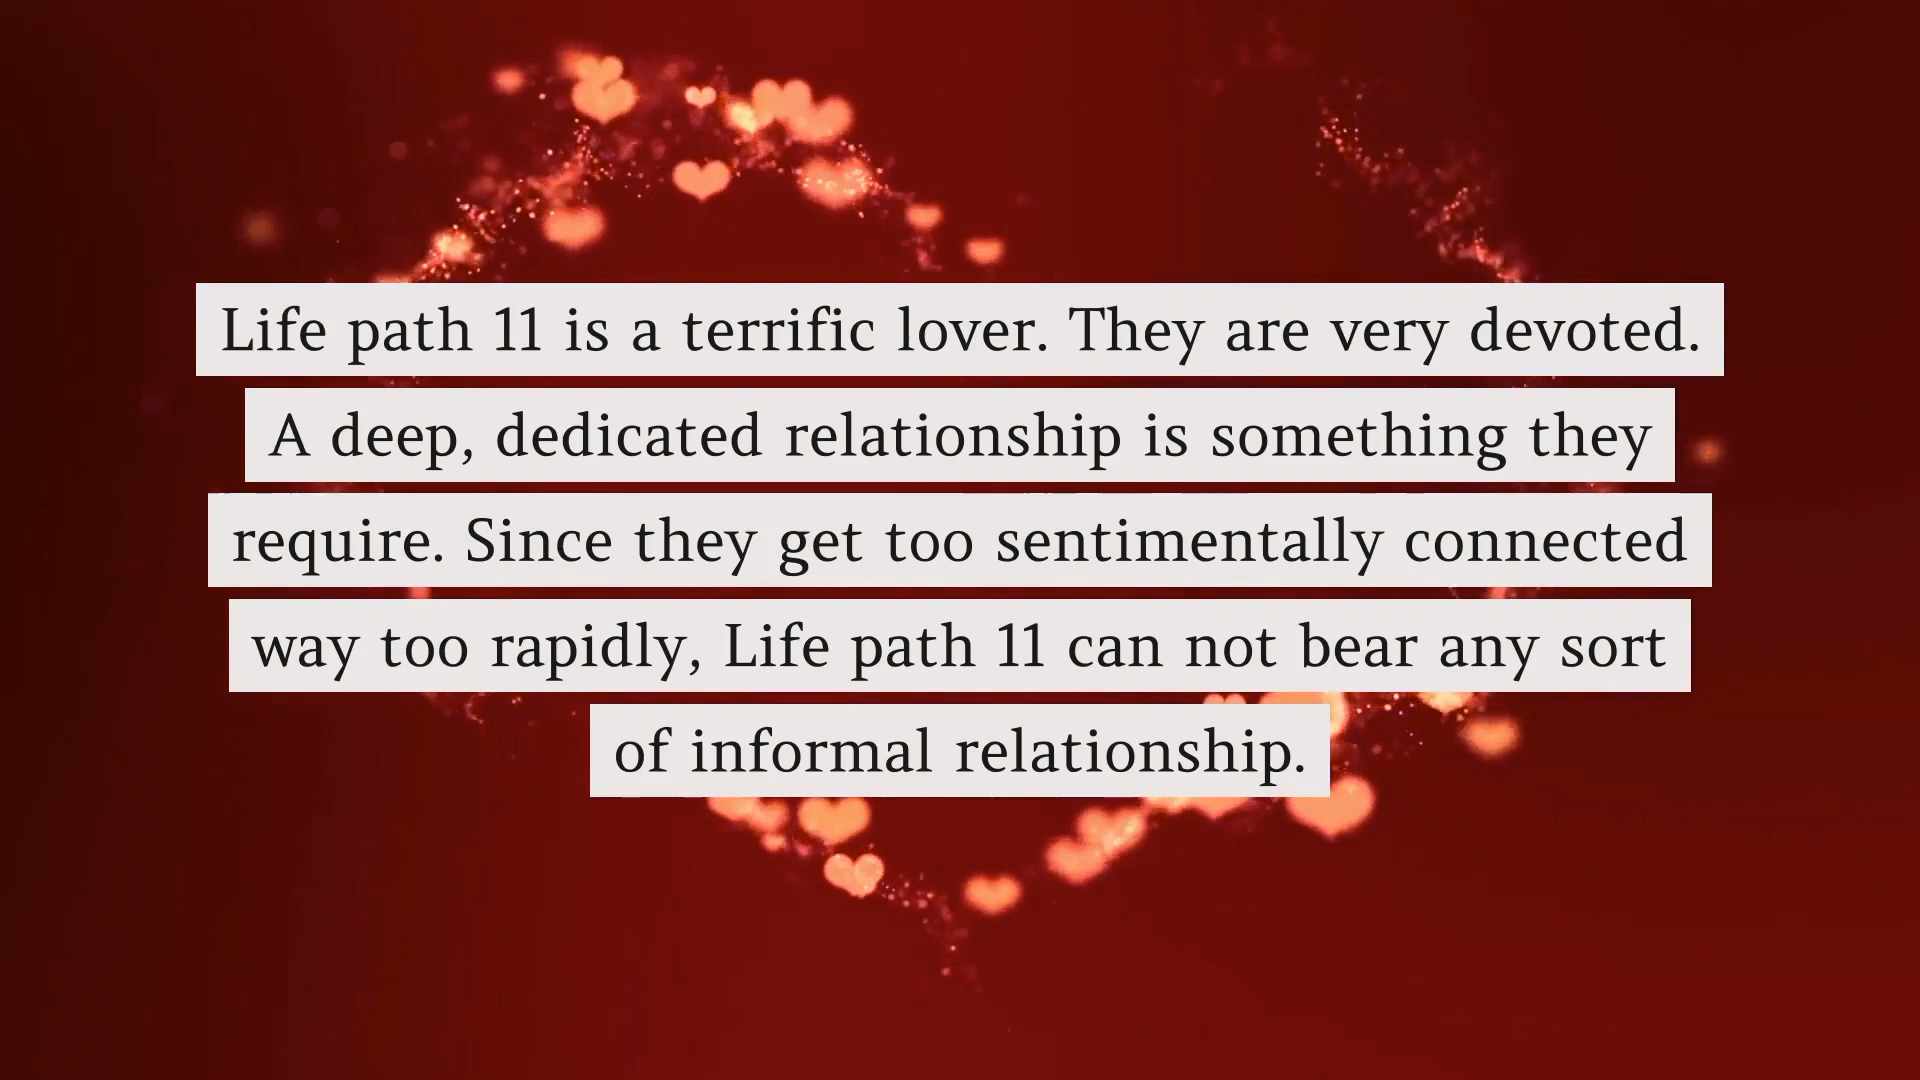 Life path 11 is a terrific lover. They are very devoted.
A deep, dedicated relationship is something they
require. Since they get too sentimentally connected
way too rapidly, Life path 11 can not bear any sort
of informal relationship.